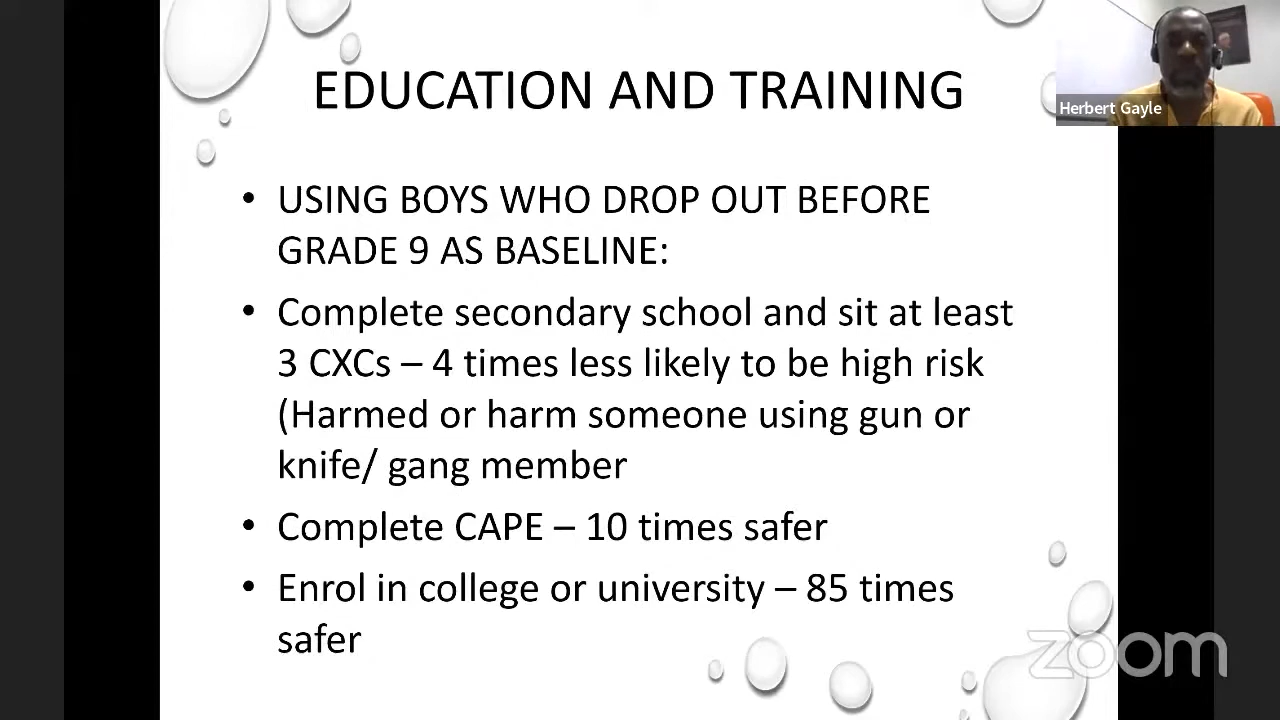 EDUCATION AND TRAINING
Herbert Gayle
• USING BOYS WHO DROP OUT BEFORE
GRADE 9 AS BASELINE:
• Complete secondary school and sit at least
3 CXCs – 4 times less likely to be high risk
(Harmed or harm someone using gun or
knife/ gang member
• Complete CAPE – 10 times safer
• Enrol in college or university – 85 times
safer
zoom